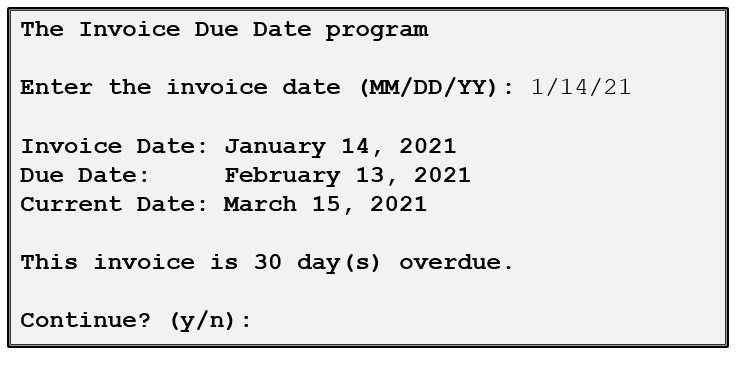 The Invoice Due Date program
Enter the invoice date (MM/DD/YY): 1/14/21
Invoice Date: January 14, 2021
Due Date: February 13, 2021
Current Date: March 15, 2021
This invoice is 30 day(s) overdue.
Continue? (y/n):